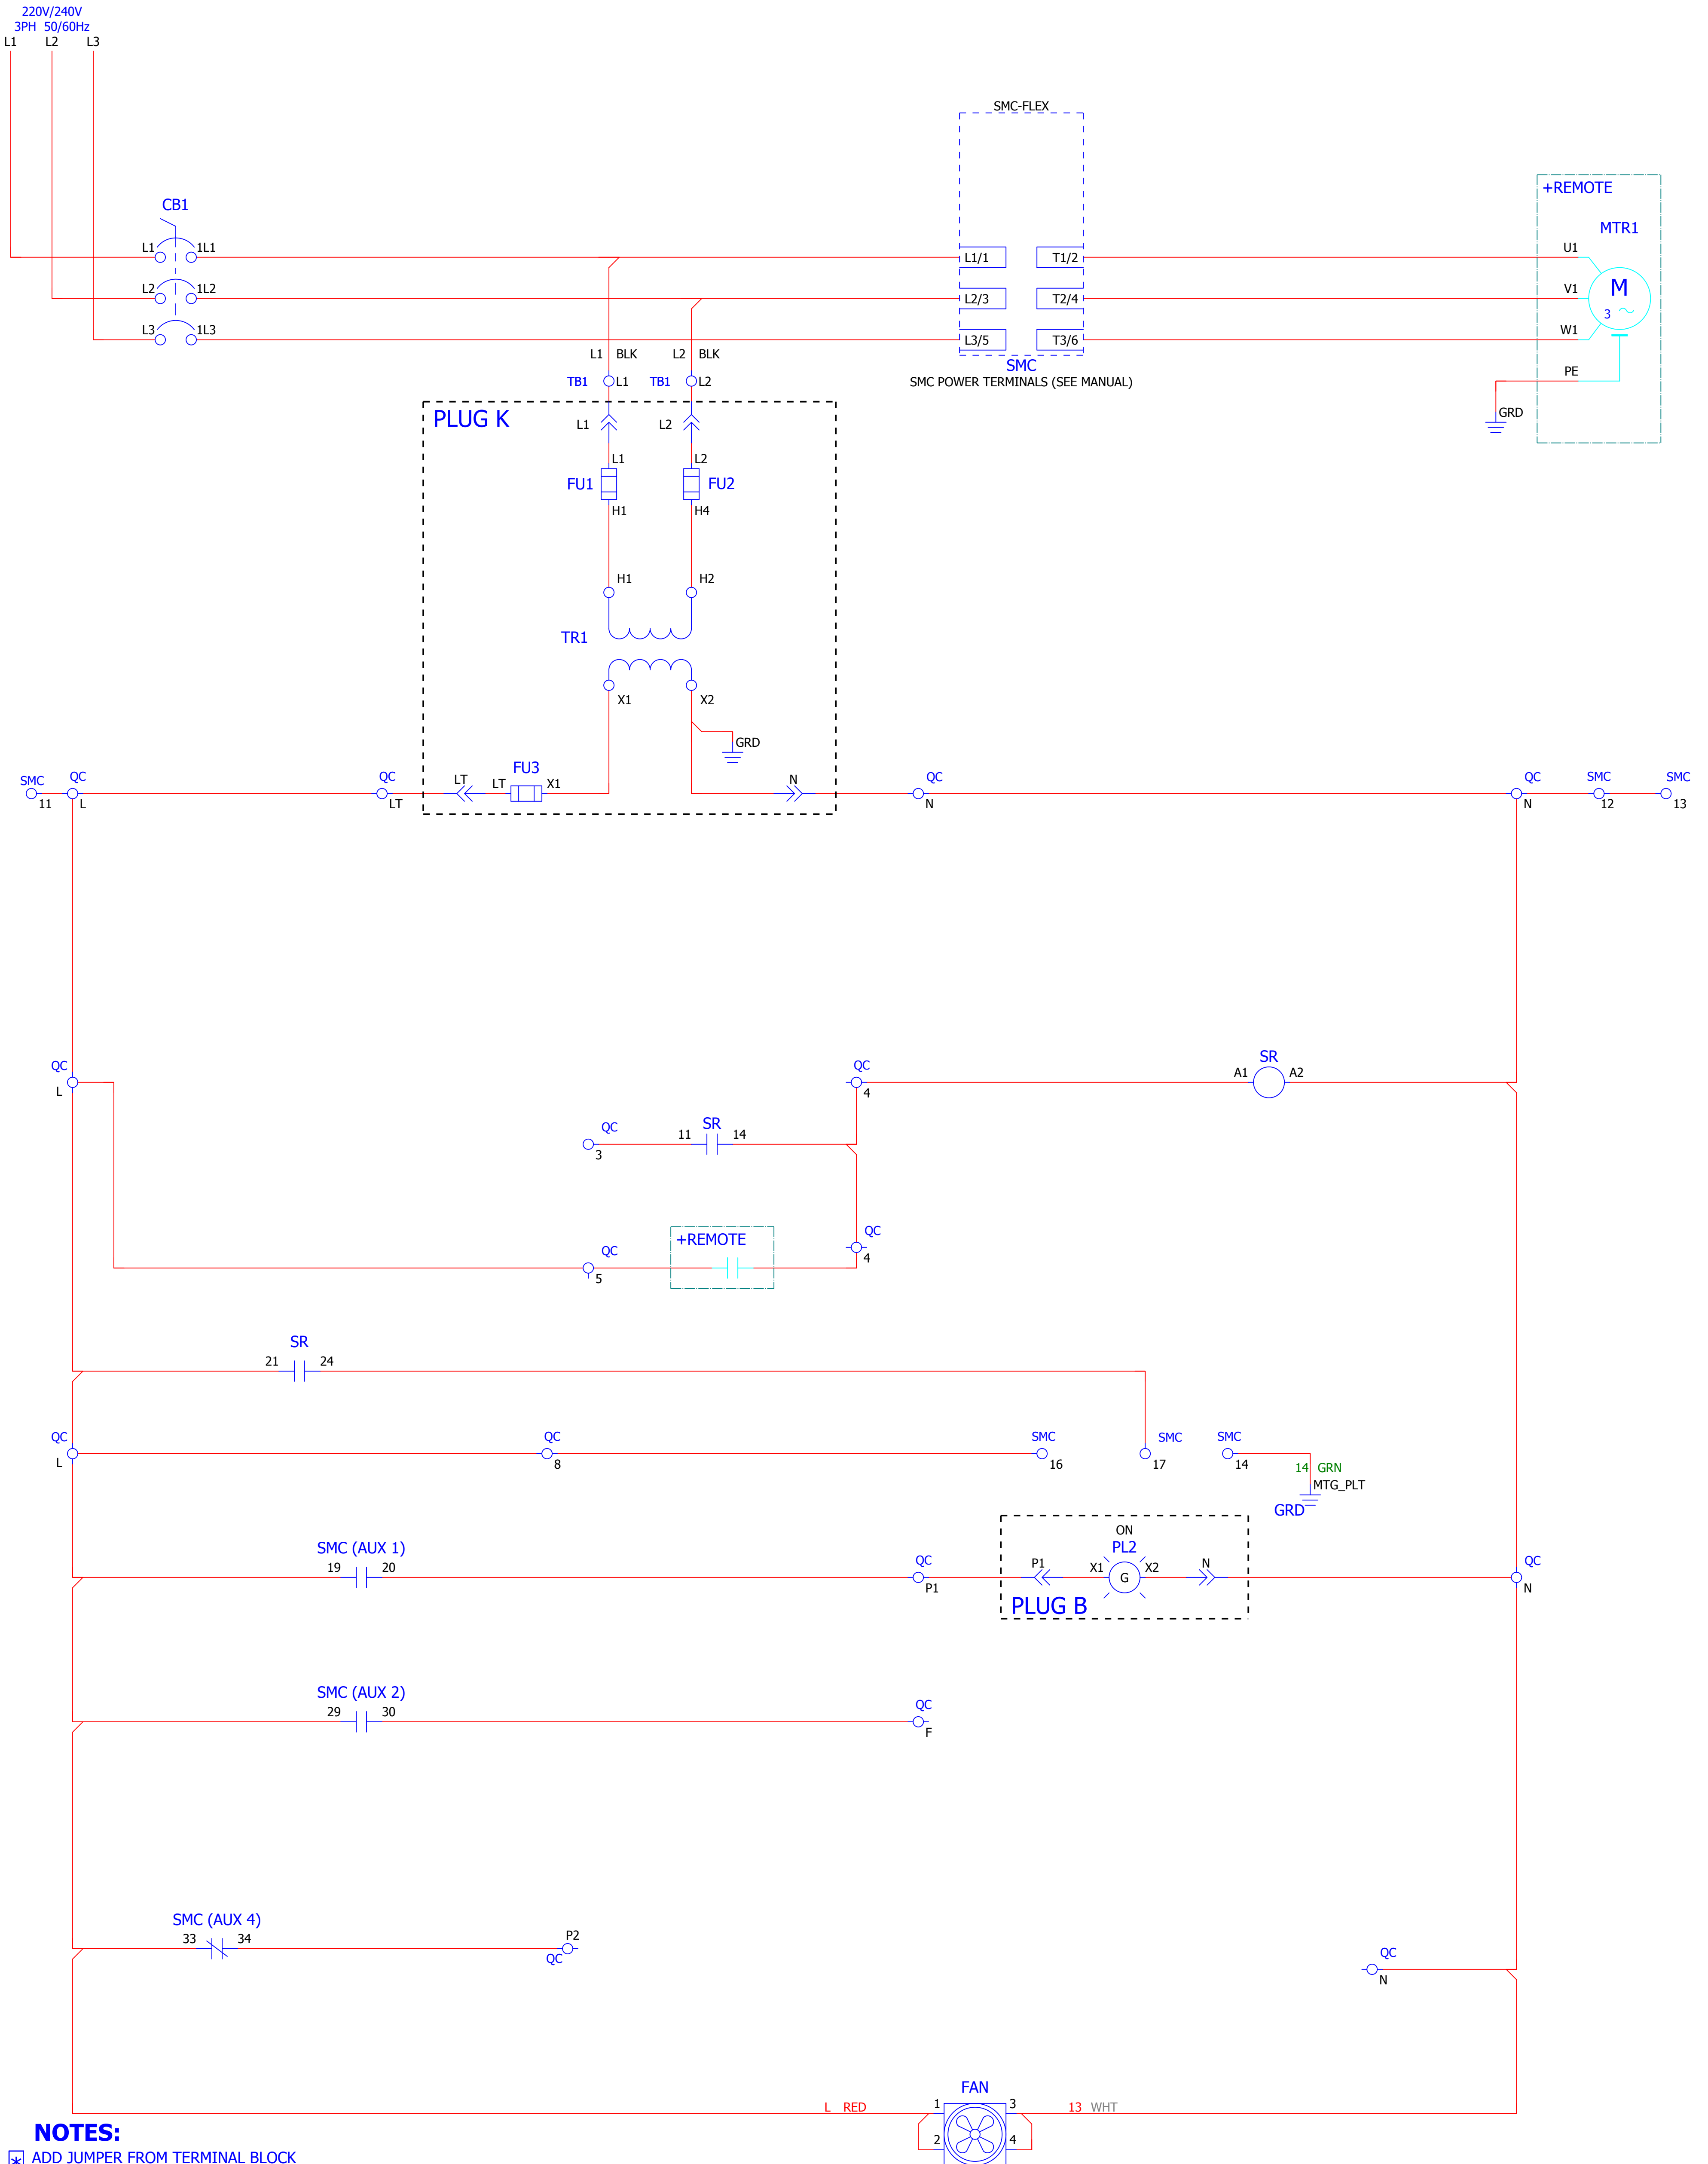 220V/240V
3PH 50/60Hz
L1 L2 L3
SMC-FLEX
+REMOTE
CB1
MTR1
L1 1L1
L1/1 T1/2
U1
L2 1L2
L2/3 T2/4
V1
M
3
L3 1L3
L3/5 T3/6
W1
L1 BLK L2 BLK
SMC
SMC POWER TERMINALS (SEE MANUAL)
PE
TB1 L1 TB1 L2
GRD
PLUG K
L1 L2
L1 L2
FU1 FU2
H1 H4
H1 H2
TR1
X1 X2
GRD
FU3
SMC QC QC LT LT X1 N QC QC SMC SMC
11 L LT N N 12 13
SR
QC QC A1 A2
L 4
QC 11 SR 14
3
+REMOTE QC
QC 4
5
SR
21 24
QC QC SMC SMC SMC
L 8 16 17 14
14 GRN
MTG_PLT
GRD
ON
SMC (AUX 1) PL2
19 20 QC P1 X1 X2 N QC
G
P1 N
PLUG B
SMC (AUX 2)
29 30 QC
F
SMC (AUX 4)
33 34 P2
QC QC
N
FAN
L RED 1 3 13 WHT
2 4
NOTES:
* ADD JUMPER FROM TERMINAL BLOCK